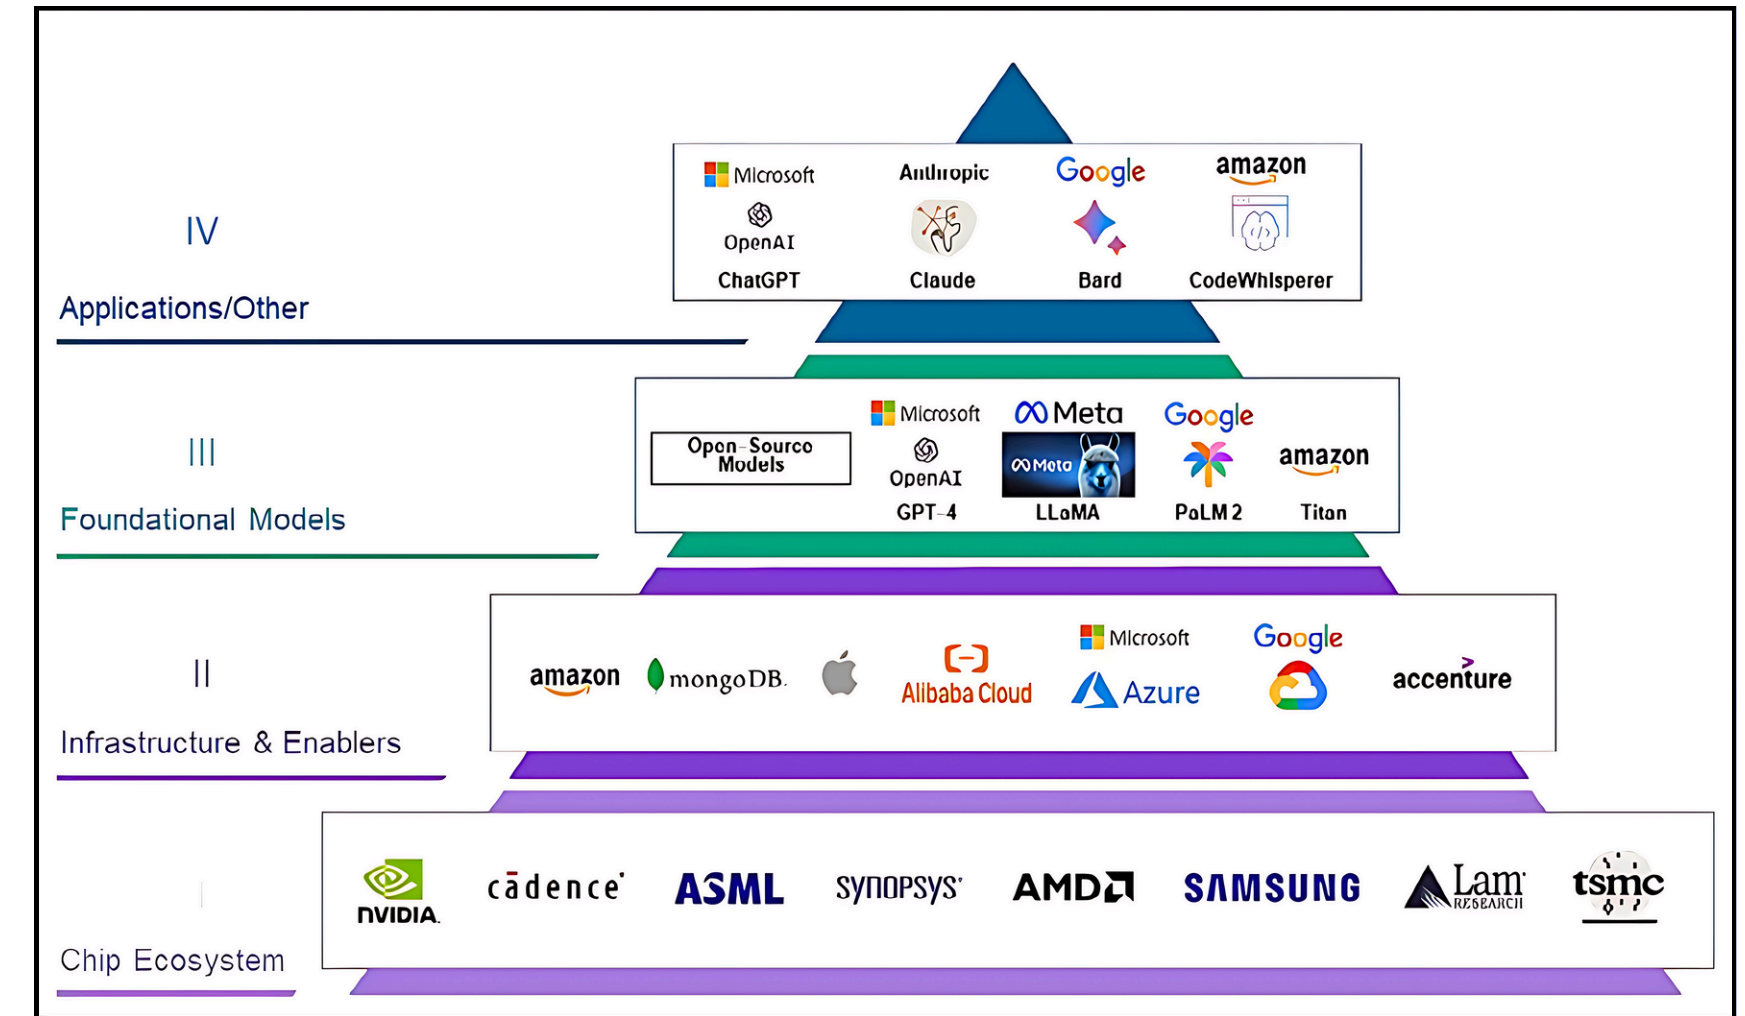 IV
Applications/Other
Microsoft
OpenAI
ChatGPT
Anthropic
Claude
Google
Bard
amazon
CodeWhisperer
III
Foundational Models
Open-Source
Models
Microsoft
OpenAI
GPT-4
Meta
Meta
LLaMA
Google
PaLM 2
amazon
Titan
II
Infrastructure & Enablers
amazon
mongoDB.
Alibaba Cloud
Microsoft
Azure
Google
accenture
I
Chip Ecosystem
NVIDIA.
cādence
ASML
SYNOPSYS
AMD
SAMSUNG
Lam
RESEARCH
tsmc